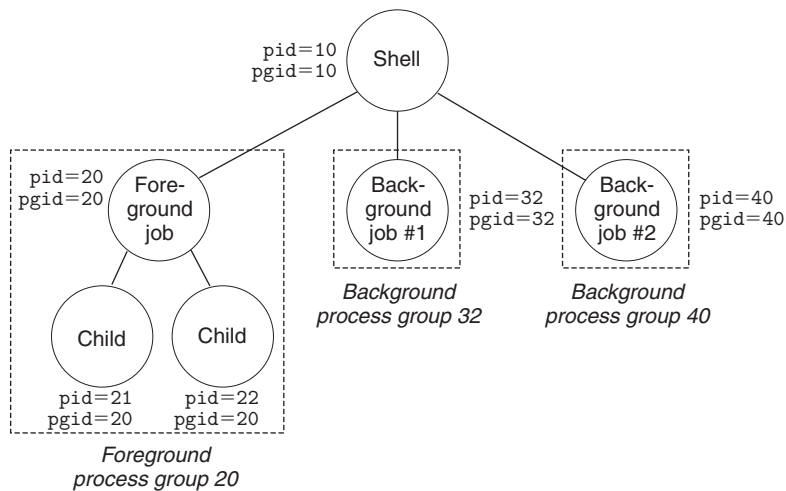 pid=10
pgid=10
Shell
pid=20
pgid=20
Fore-
ground
job
Back-
ground
job #1
pid=32
pgid=32
Back-
ground
job #2
pid=40
pgid=40
Child
Child
pid=21
pgid=20
pid=22
pgid=20
Background
process group 32
Background
process group 40
Foreground
process group 20